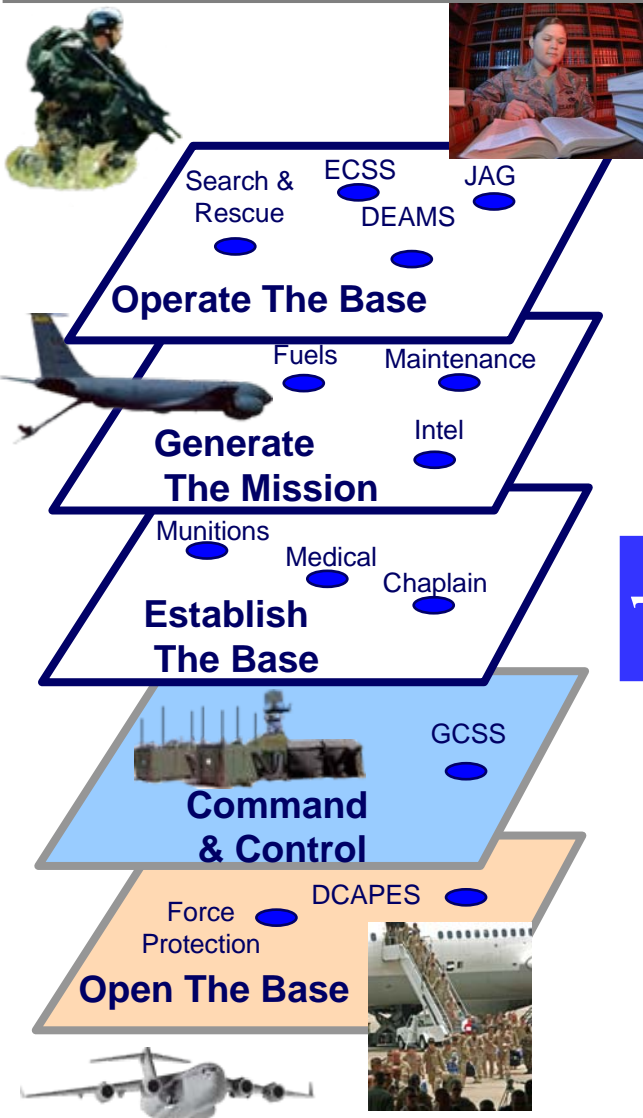 Search &
Rescue
ECSS
DEAMS
JAG
Operate The Base
Fuels
Maintenance
Intel
Generate
The Mission
Munitions
Medical
Chaplain
Establish
The Base
GCSS
Command
& Control
Force
Protection
DCAPES
Open The Base